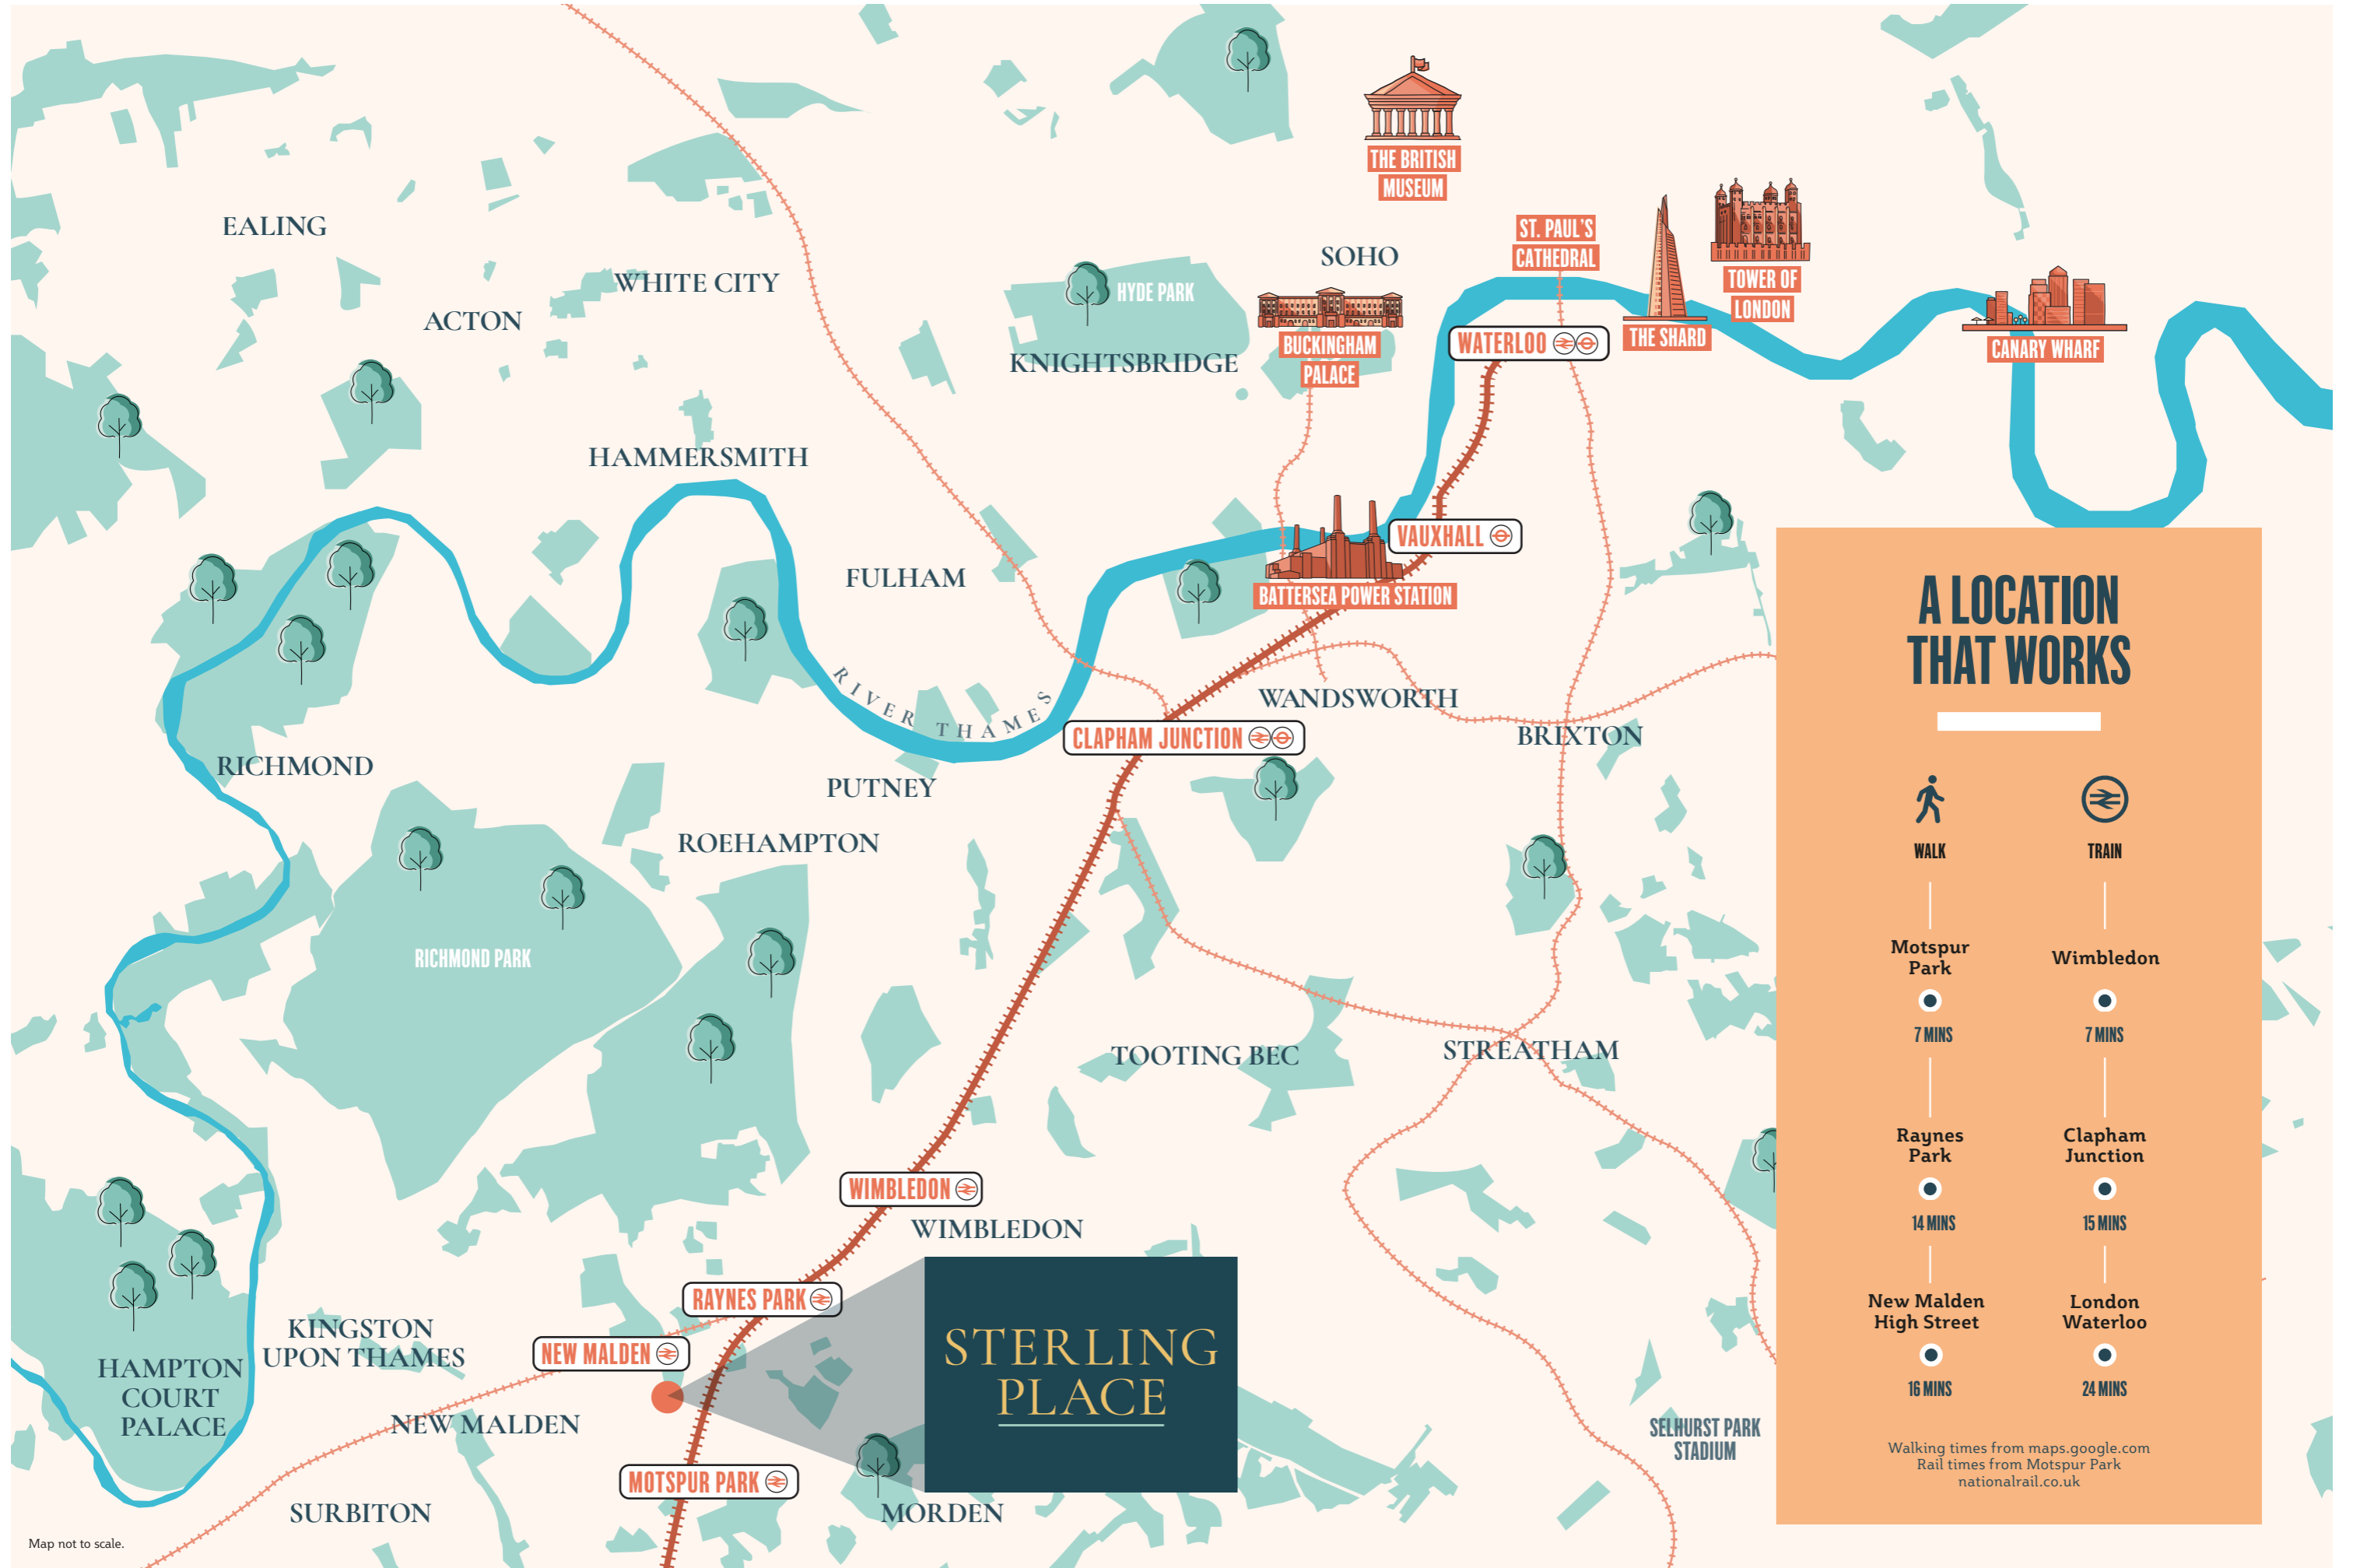 THE BRITISH
MUSEUM
EALING
WHITE CITY
ACTON
HYDE PARK
KNIGHTSBRIDGE
SOHO
BUCKINGHAM
PALACE
ST. PAUL'S
CATHEDRAL
THE SHARD
TOWER OF
LONDON
CANARY WHARF
WATERLOO
HAMMERSMITH
FULHAM
VAUXHALL
BATTERSEA POWER STATION
RIVER THAMES
WANDSWORTH
CLAPHAM JUNCTION
BRIXTON
RICHMOND
PUTNEY
ROEHAMPTON
RICHMOND PARK
TOOTING BEC
STREATHAM
WIMBLEDON
WIMBLEDON
RAYNES PARK
NEW MALDEN
KINGSTON
UPON THAMES
HAMPTON
COURT
PALACE
NEW MALDEN
STERLING
PLACE
MOTSPUR PARK
SURBITON
MORDEN
SELHURST PARK
STADIUM
Map not to scale.
A LOCATION
THAT WORKS
WALK
Motspur
Park
7 MINS
Raynes
Park
14 MINS
New Malden
High Street
16 MINS
TRAIN
Wimbledon
7 MINS
Clapham
Junction
15 MINS
London
Waterloo
24 MINS
Walking times from maps.google.com
Rail times from Motspur Park
nationalrail.co.uk